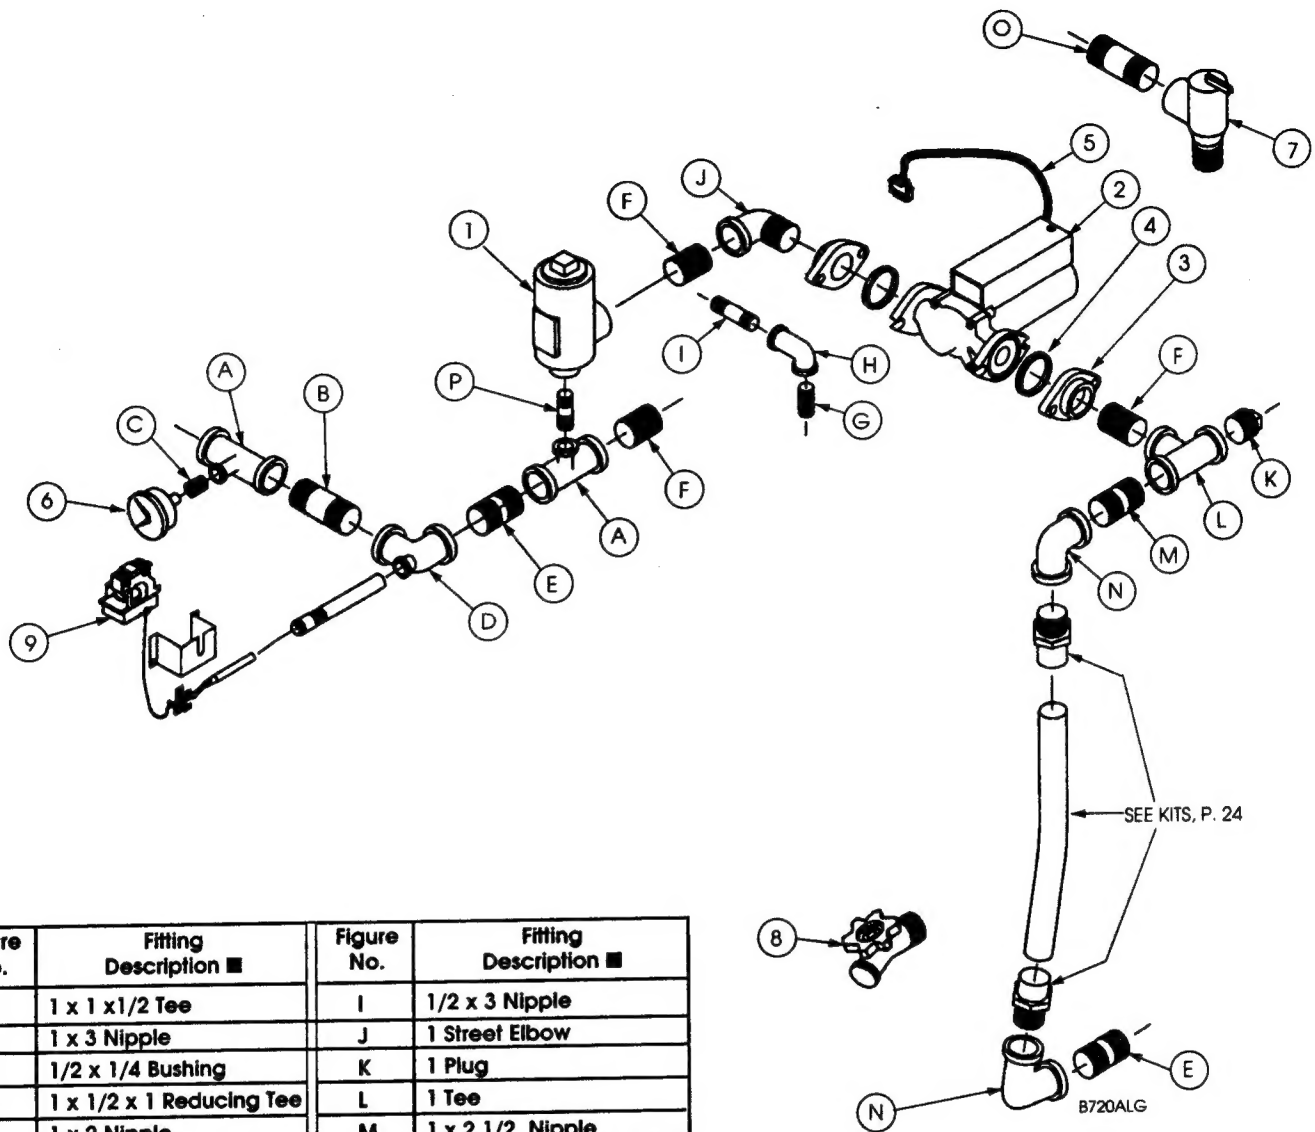 O
7
5
J
2
F
4
1
3
I
H
F
A
P
B
G
C
K
6
F
L
A
M
E
D
N
9
SEE KITS, P. 24
8
E
N
B720ALG
re Fitting Figure Fitting
. Description ■ No. Description ■
1 x 1 x1/2 Tee I 1/2 x 3 Nipple
1 x 3 Nipple J 1 Street Elbow
1/2 x 1/4 Bushing K 1 Plug
1 x 1/2 x 1 Reducing Tee L 1 Tee
M 1 x 2 1/2 Nipple